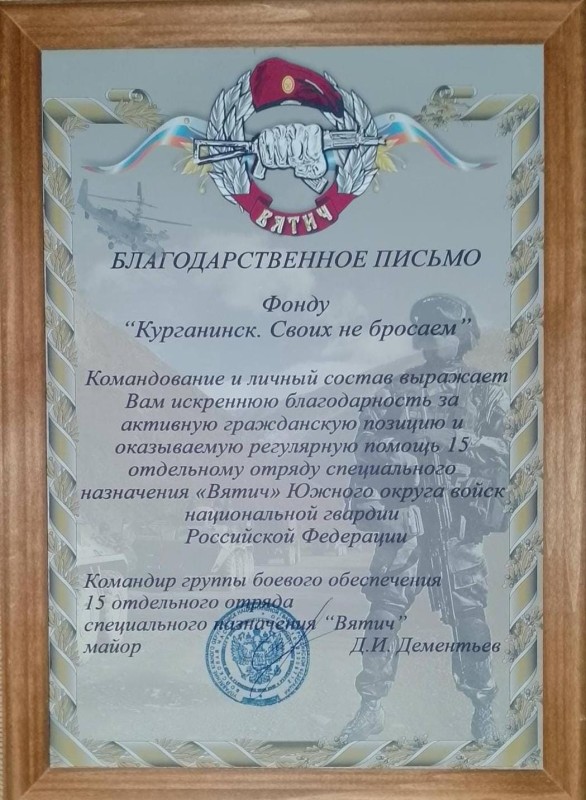 ВЯТИЧ
БЛАГОДАРСТВЕННОЕ ПИСЬМО
Фонду
“Курганинск. Своих не бросаем”
Командование и личный состав выражает
Вам искреннюю благодарность за
активную гражданскую позицию и
оказываемую регулярную помощь 15
отдельному отряду специального
назначения «Вятич» Южного округа войск
национальной гвардии
Российской Федерации
Командир группы боевого обеспечения
15 отдельного отряда
специального назначения “Вятич”
майор Д.И. Дементьев